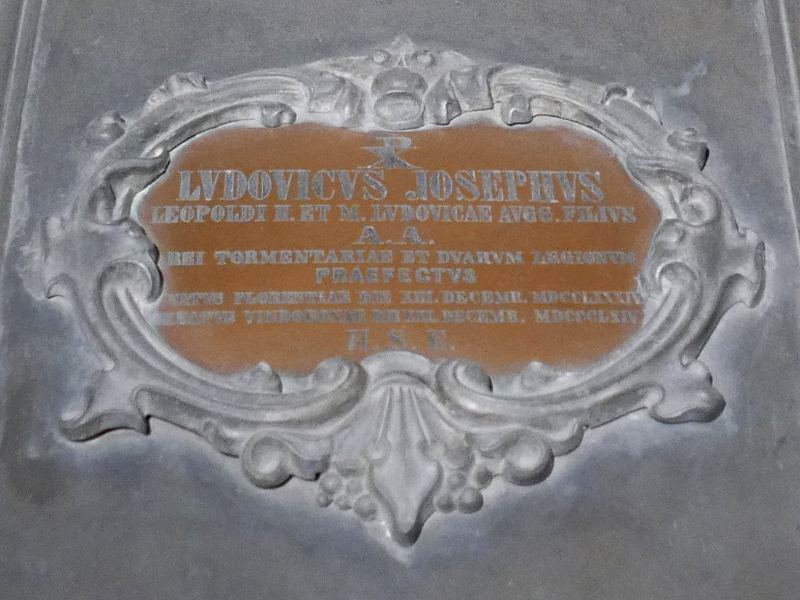 ☧
LVDOVICVS JOSEPHVS
LEOPOLDI II. ET M. LVDOVICAE AVGG. FILIVS
A. A.
REI TORMENTARIAE ET DVARVM LEGIONVM
PRAEFECTVS
NATVS FLORENTIAE DIE XIII. DECEMB. MDCCLXXXIV
DENATVS VINDOBONAE DIE XXI. DECEMB. MDCCCLXIV
H. S. E.